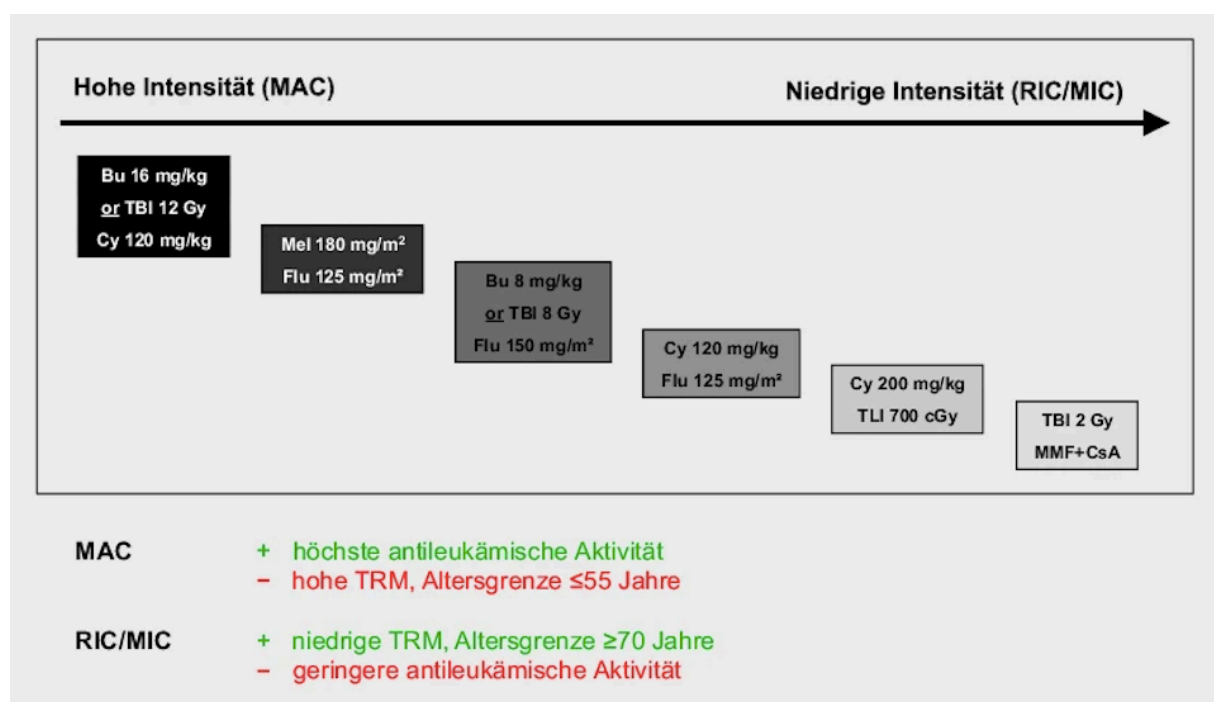 Hohe Intensität (MAC)
Niedrige Intensität (RIC/MIC)
Bu 16 mg/kg
or TBI 12 Gy
Cy 120 mg/kg
Mel 180 mg/m²
Flu 125 mg/m²
Bu 8 mg/kg
or TBI 8 Gy
Flu 150 mg/m²
Cy 120 mg/kg
Flu 125 mg/m²
Cy 200 mg/kg
TLI 700 cGy
TBI 2 Gy
MMF+CsA
MAC + höchste antileukämische Aktivität
− hohe TRM, Altersgrenze ≤55 Jahre
RIC/MIC + niedrige TRM, Altersgrenze ≥70 Jahre
− geringere antileukämische Aktivität